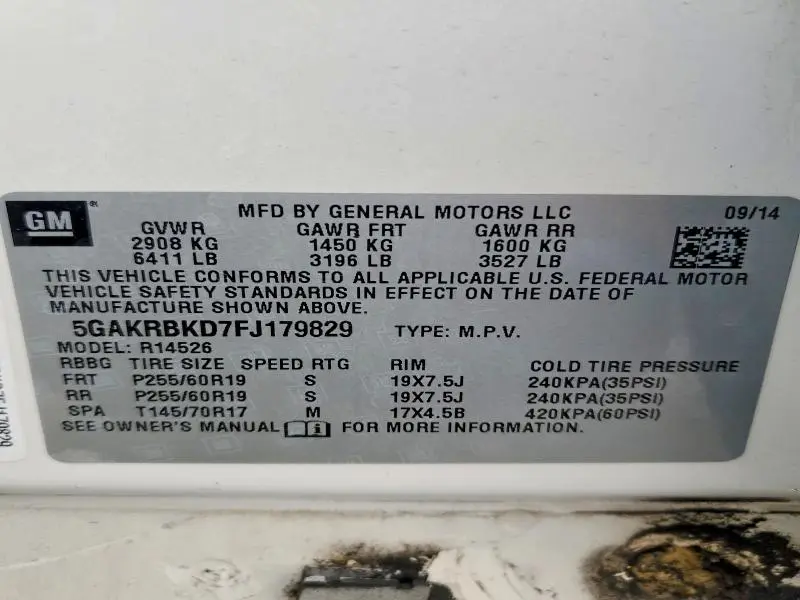 GM ®
MFD BY GENERAL MOTORS LLC 09/14
GVWR GAWR FRT GAWR RR
2908 KG 1450 KG 1600 KG
6411 LB 3196 LB 3527 LB
THIS VEHICLE CONFORMS TO ALL APPLICABLE U.S. FEDERAL MOTOR
VEHICLE SAFETY STANDARDS IN EFFECT ON THE DATE OF
MANUFACTURE SHOWN ABOVE.
5GAKRBKD7FJ179829 TYPE: M.P.V.
MODEL: R14526
RBBG TIRE SIZE SPEED RTG RIM COLD TIRE PRESSURE
FRT P255/60R19 S 19X7.5J 240KPA(35PSI)
RR P255/60R19 S 19X7.5J 240KPA(35PSI)
SPA T145/70R17 M 17X4.5B 420KPA(60PSI)
SEE OWNER'S MANUAL i FOR MORE INFORMATION.